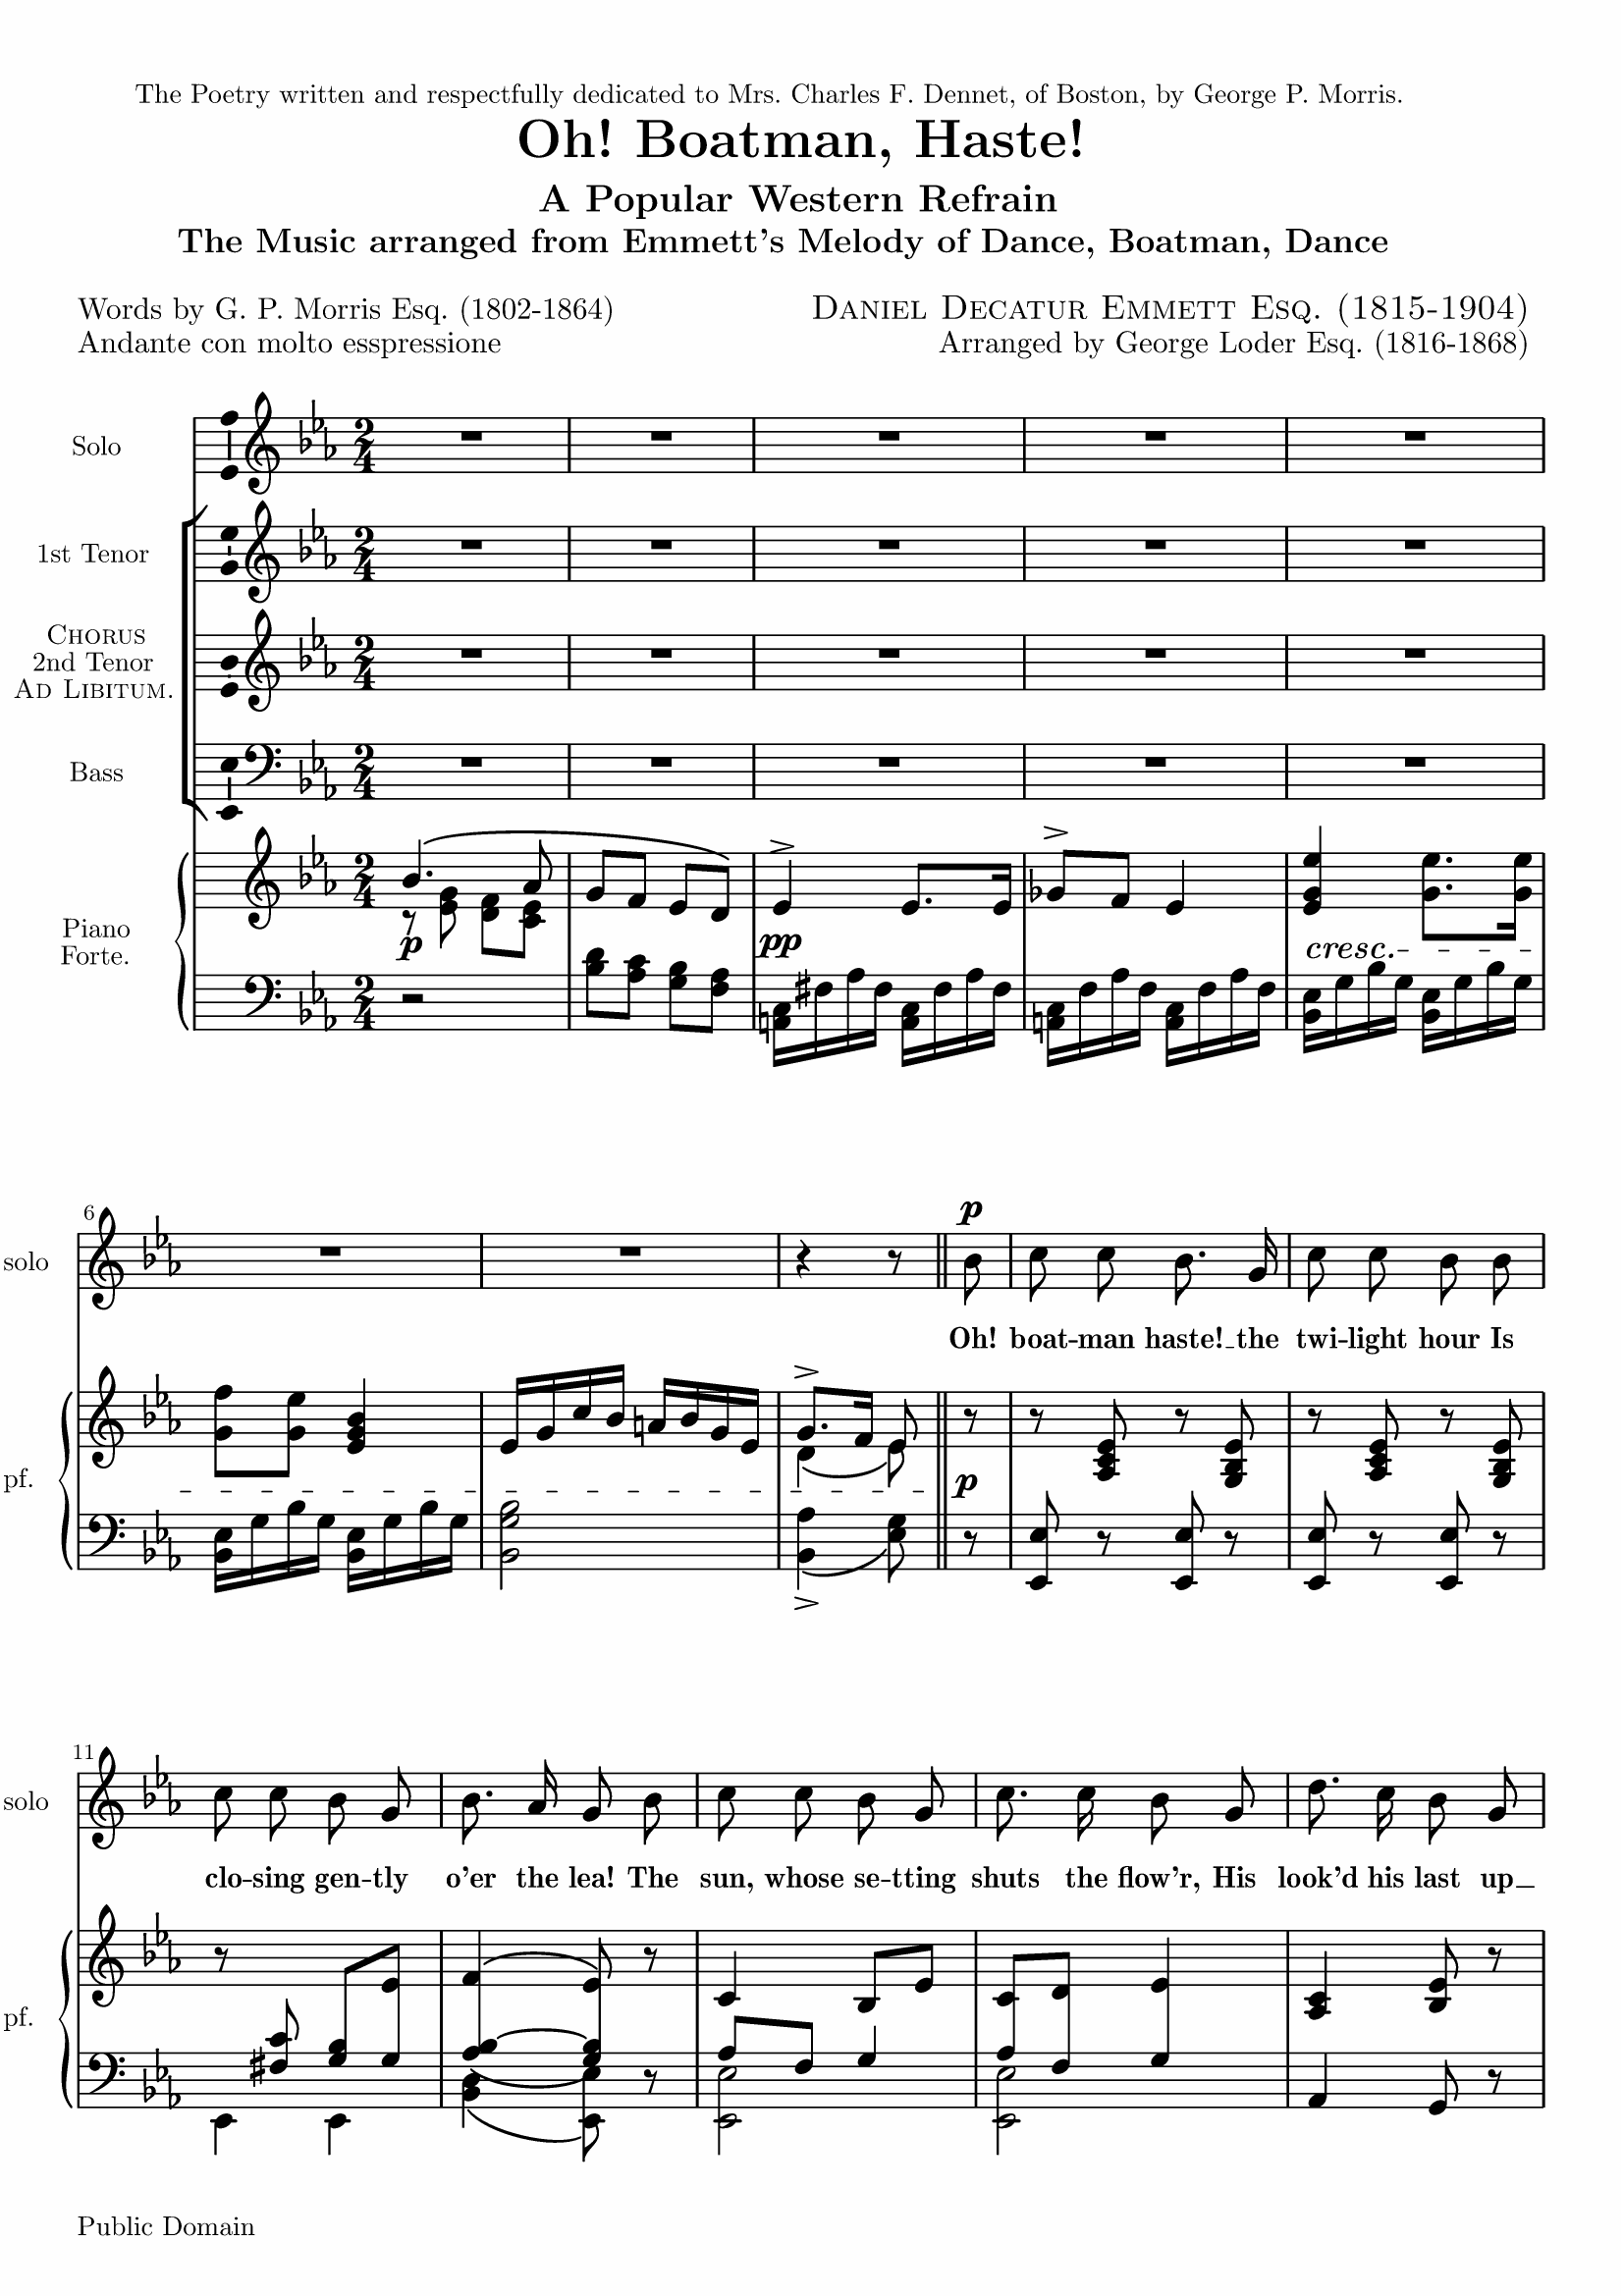 The Poetry written and respectfully dedicated to Mrs. Charles F. Dennet, of Boston, by George P. Morris.
Oh! Boatman, Haste!
A Popular Western Refrain
The Music arranged from Emmett's Melody of Dance, Boatman, Dance
Words by G. P. Morris Esq. (1802-1864)
Daniel Decatur Emmett Esq. (1815-1904)
Andante con molto esspressione
Arranged by George Loder Esq. (1816-1868)
Solo
1st Tenor
Chorus
2nd Tenor
Ad Libitum.
Bass
Piano
Forte.
p
pp
cresc.
6
solo
p
Oh! boat -- man haste! __ the twi -- light hour Is
pf.
p
11
solo
clo -- sing gen -- tly o'er the lea! The sun, whose se -- tting shuts the flow'r, His look'd his last up __
pf.
Public Domain